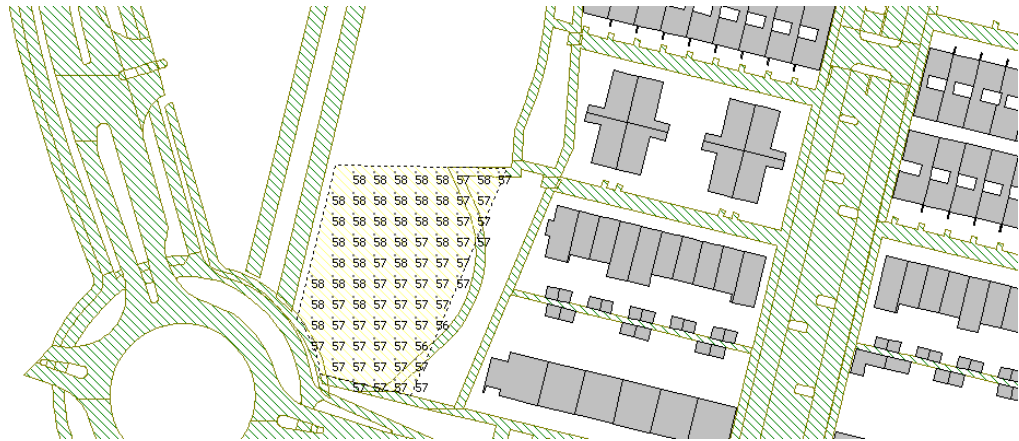 58 58 58 58 58 57 58 57
58 58 58 58 58 58 57 57
58 58 58 58 58 58 57 57
58 58 58 58 57 58 57 57
58 58 57 58 57 57 57
58 58 57 57 57 57 57 57
58 58 57 57 57 57 57
58 57 57 57 57 57 56
57 57 57 57 57 56
57 57 57 57 57
57 57 57 57